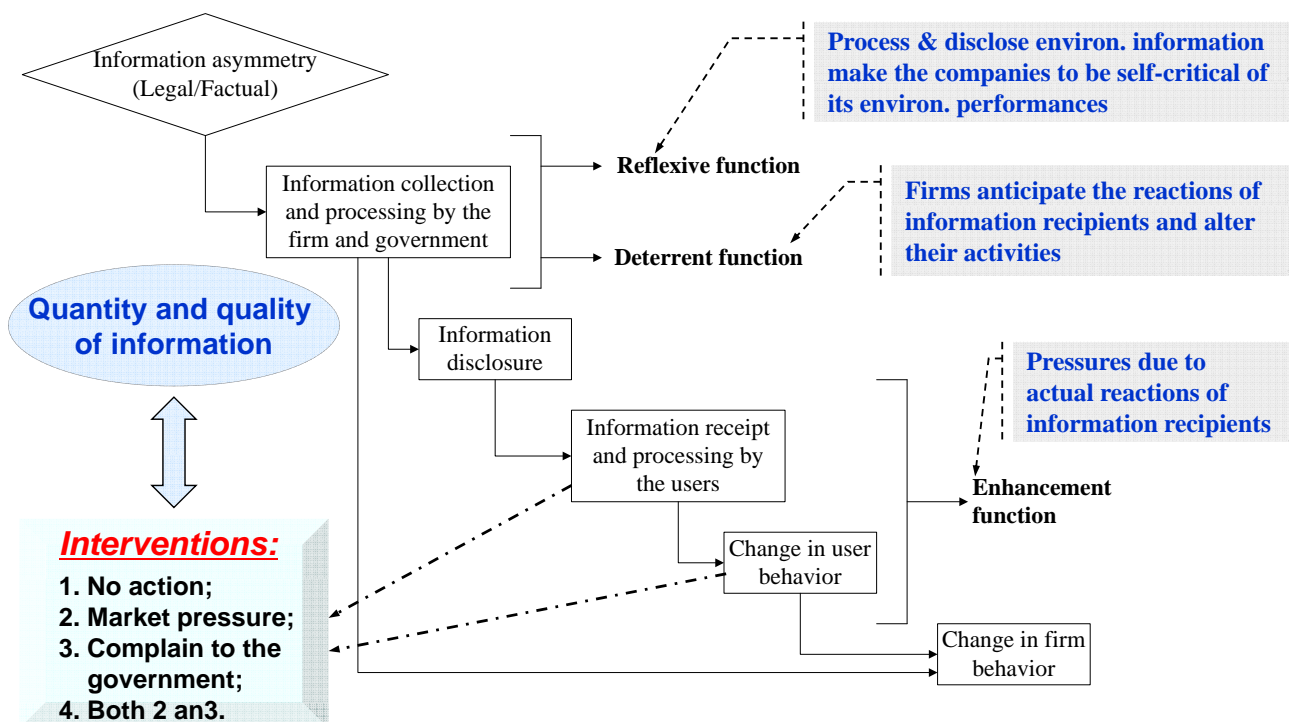 Information asymmetry
(Legal/Factual)
Process & disclose environ. information
make the companies to be self-critical of
its environ. performances
Information collection
and processing by the
firm and government
Reflexive function
Deterrent function
Firms anticipate the reactions of
information recipients and alter
their activities
Quantity and quality
of information
Information
disclosure
Pressures due to
actual reactions of
information recipients
Information receipt
and processing by
the users
Enhancement
function
Interventions:
1. No action;
2. Market pressure;
3. Complain to the
government;
4. Both 2 an3.
Change in user
behavior
Change in firm
behavior